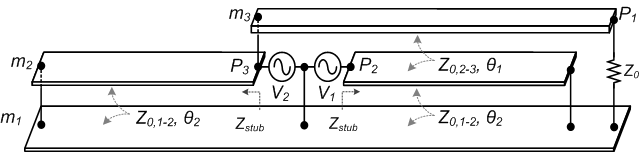 m3
P1
m2
P3
P2
Z0,2-3, θ1
Z0
V2
V1
m1
Z0,1-2, θ2
Zstub
Zstub
Z0,1-2, θ2